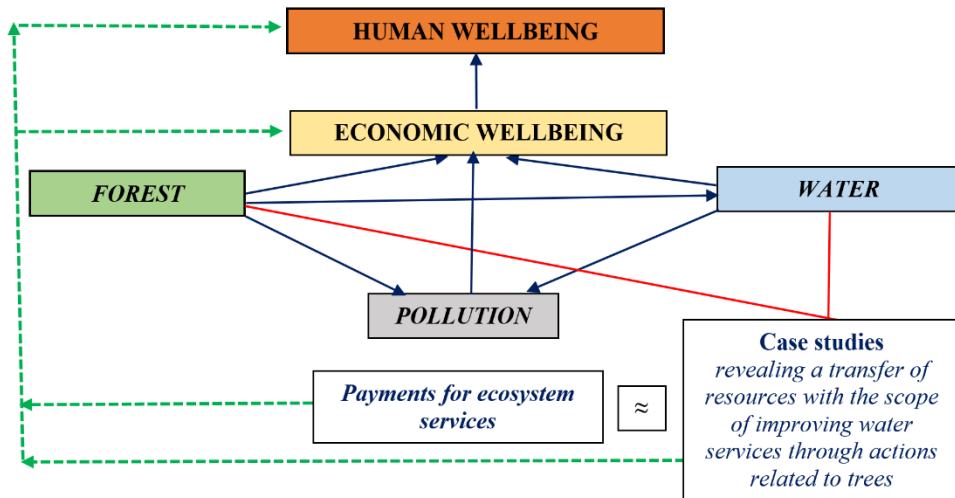 HUMAN WELLBEING
ECONOMIC WELLBEING
FOREST
WATER
POLLUTION
Payments for ecosystem
services
≈
Case studies
revealing a transfer of
resources with the scope
of improving water
services through actions
related to trees